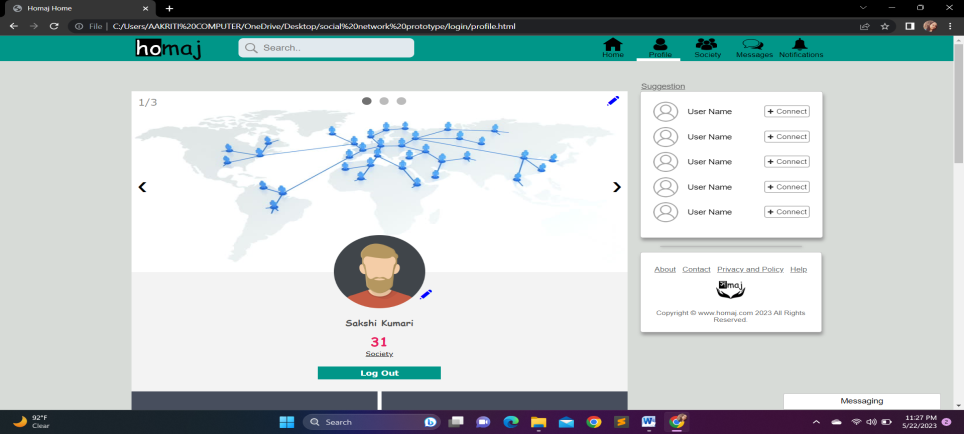 Homaj Home
File | C:/Users/AAKRITI%20COMPUTER/OneDrive/Desktop/social%20network%20prototype/login/profile.html
homaj
Search..
Home
Profile
Society
Messages
Notifications
1/3
Sakshi Kumari
31
Society
Log Out
Suggestion
User Name
+ Connect
User Name
+ Connect
User Name
+ Connect
User Name
+ Connect
User Name
+ Connect
About Contact Privacy and Policy Help
homaj
Copyright © www.homaj.com 2023 All Rights
Reserved.
Messaging
92°F
Clear
Search
11:27 PM
5/22/2023
2